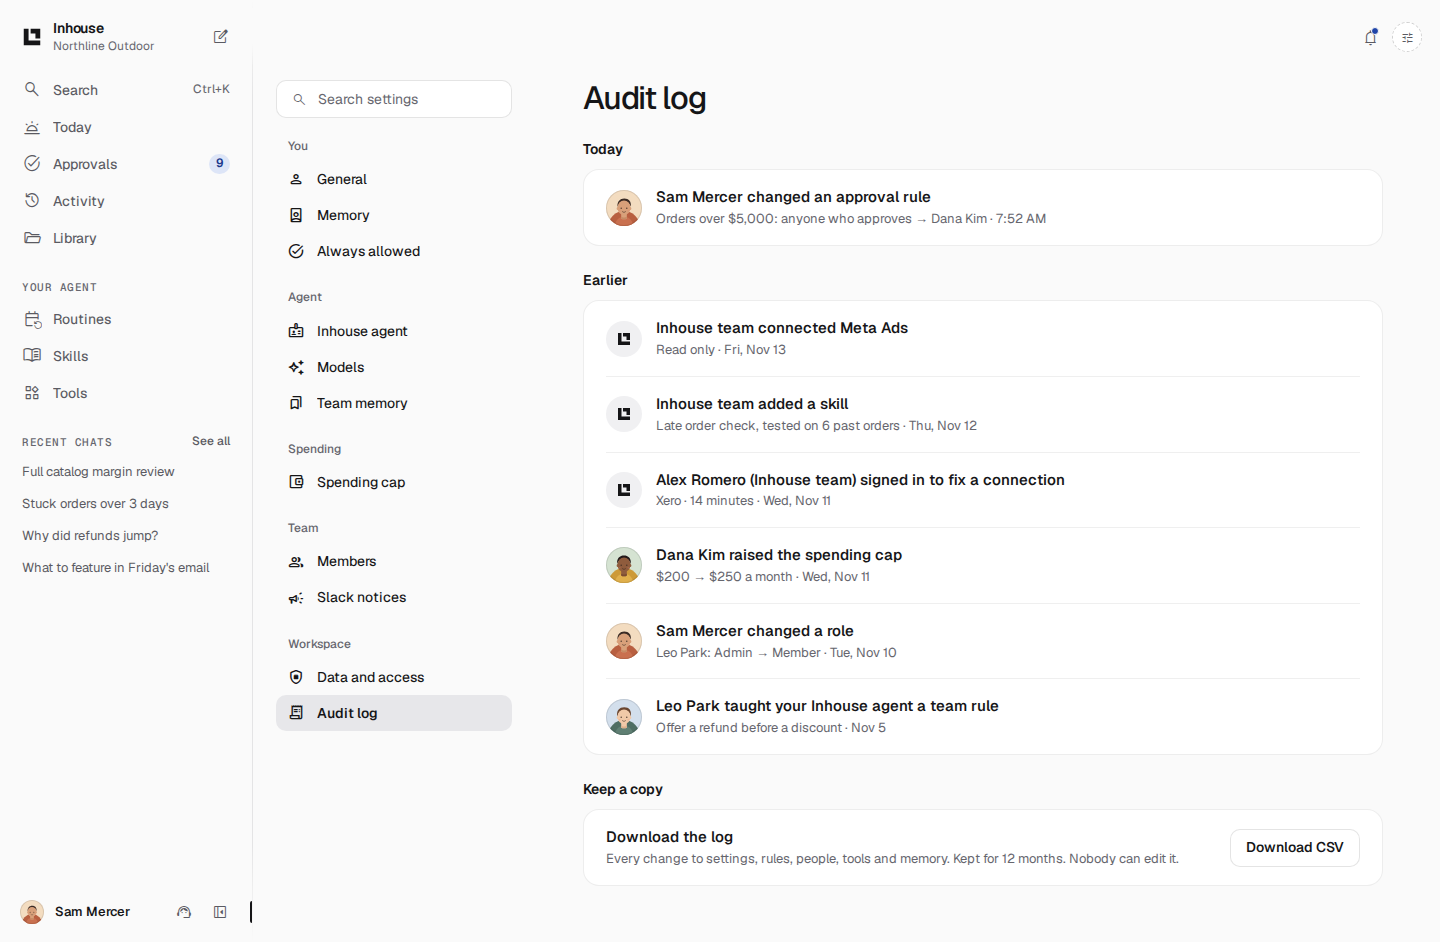 Inhouse
Northline Outdoor
Search
Ctrl+K
Today
Approvals
9
Activity
Library
YOUR AGENT
Routines
Skills
Tools
RECENT CHATS
See all
Full catalog margin review
Stuck orders over 3 days
Why did refunds jump?
What to feature in Friday's email
Sam Mercer
Search settings
You
General
Memory
Always allowed
Agent
Inhouse agent
Models
Team memory
Spending
Spending cap
Team
Members
Slack notices
Workspace
Data and access
Audit log
Audit log
Today
Sam Mercer changed an approval rule
Orders over $5,000: anyone who approves → Dana Kim · 7:52 AM
Earlier
Inhouse team connected Meta Ads
Read only · Fri, Nov 13
Inhouse team added a skill
Late order check, tested on 6 past orders · Thu, Nov 12
Alex Romero (Inhouse team) signed in to fix a connection
Xero · 14 minutes · Wed, Nov 11
Dana Kim raised the spending cap
$200 → $250 a month · Wed, Nov 11
Sam Mercer changed a role
Leo Park: Admin → Member · Tue, Nov 10
Leo Park taught your Inhouse agent a team rule
Offer a refund before a discount · Nov 5
Keep a copy
Download the log
Every change to settings, rules, people, tools and memory. Kept for 12 months. Nobody can edit it.
Download CSV